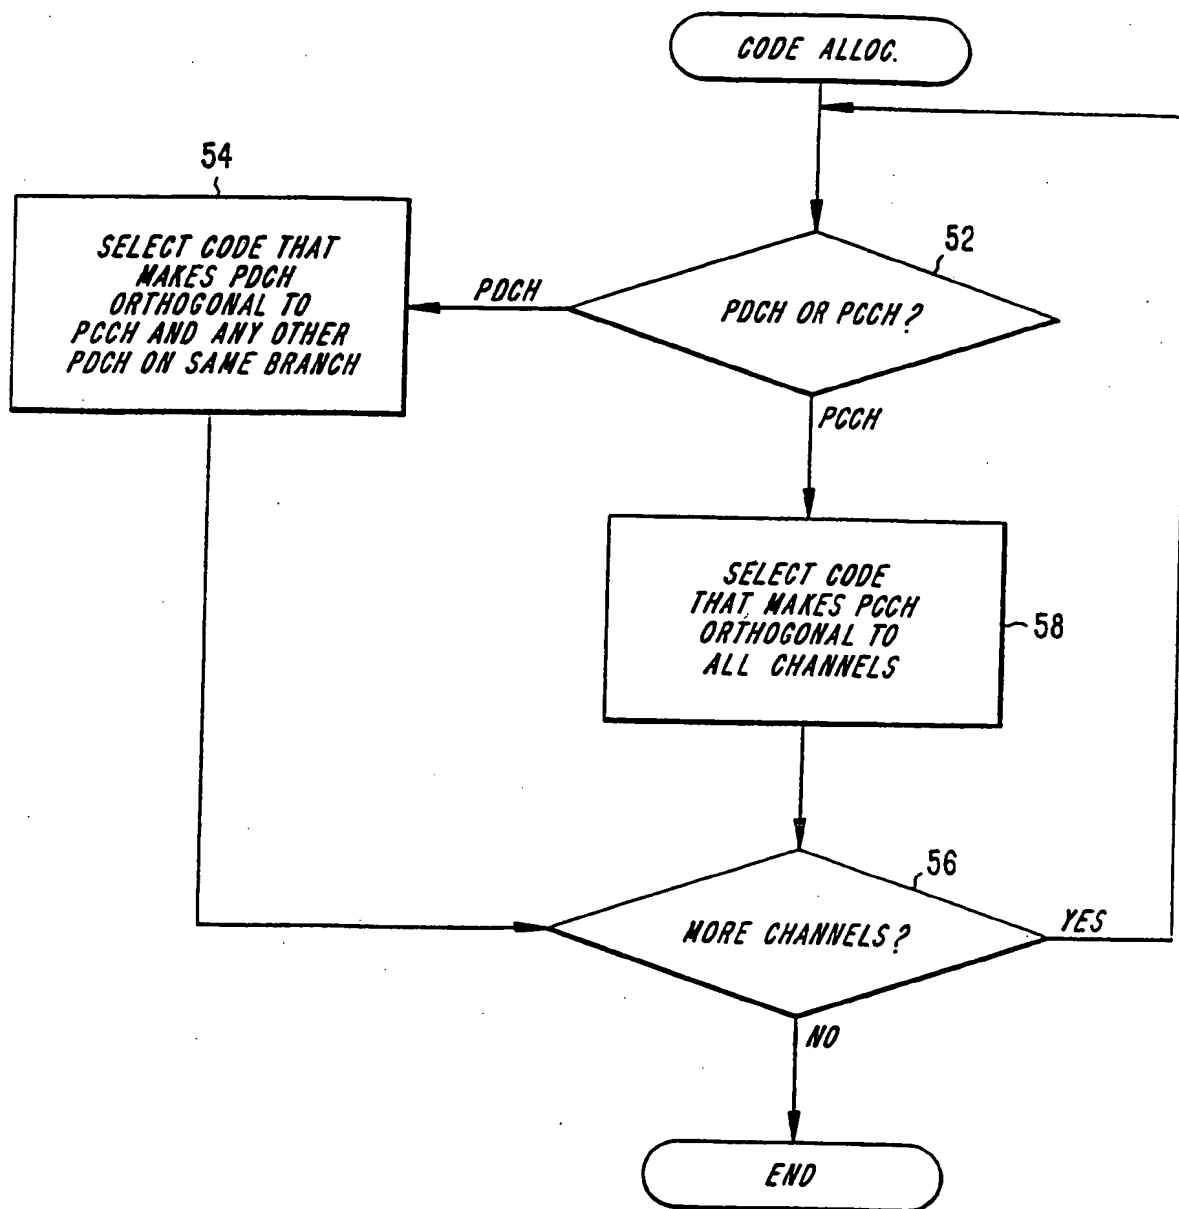 CODE ALLOC.
54
SELECT CODE THAT
MAKES PDCH
ORTHOGONAL TO
PCCH AND ANY OTHER
PDCH ON SAME BRANCH
PDCH
52
PDCH OR PCCH?
PCCH
SELECT CODE
THAT MAKES PCCH
ORTHOGONAL TO
ALL CHANNELS
58
56
MORE CHANNELS?
YES
NO
END